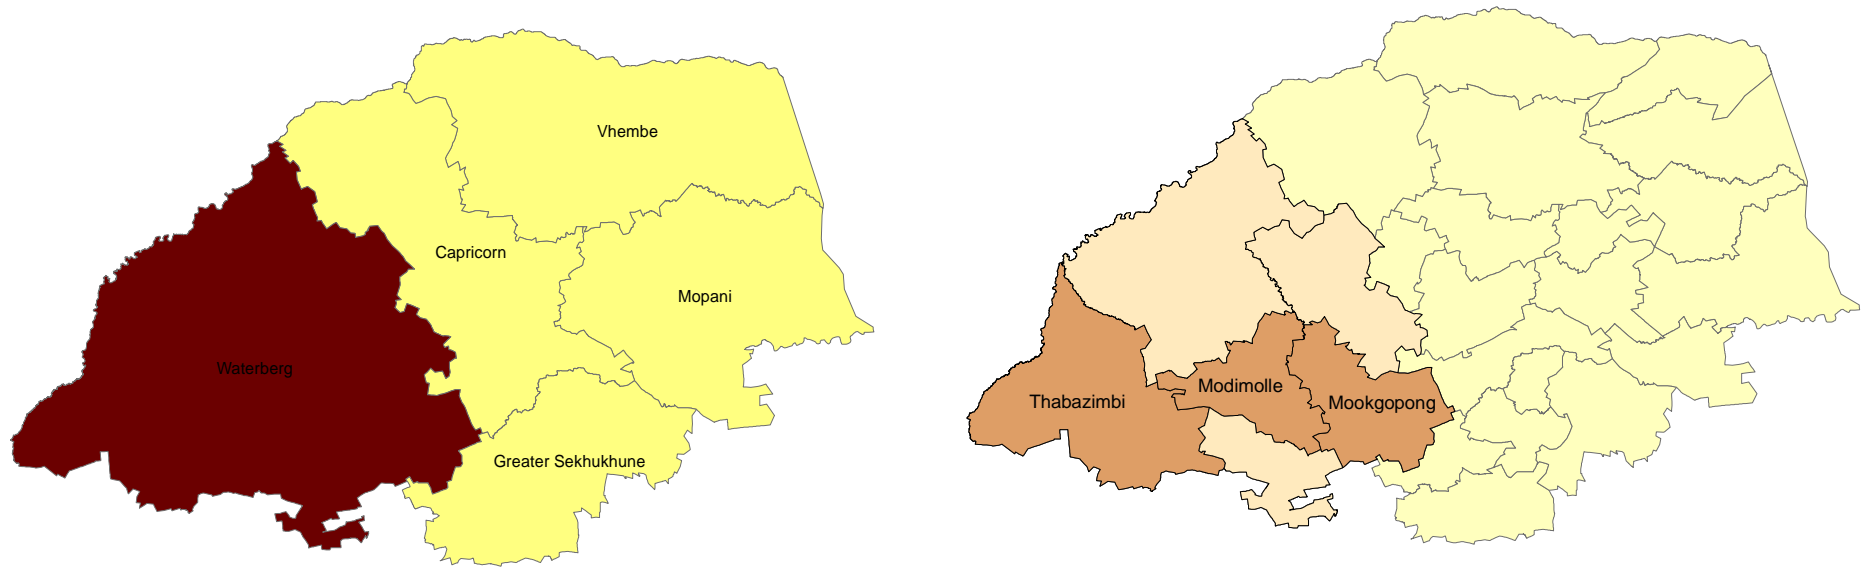 Vhembe
Capricorn
Mopani
Waterberg
Greater Sekhukhune
Modimolle
Thabazimbi
Mookgopong